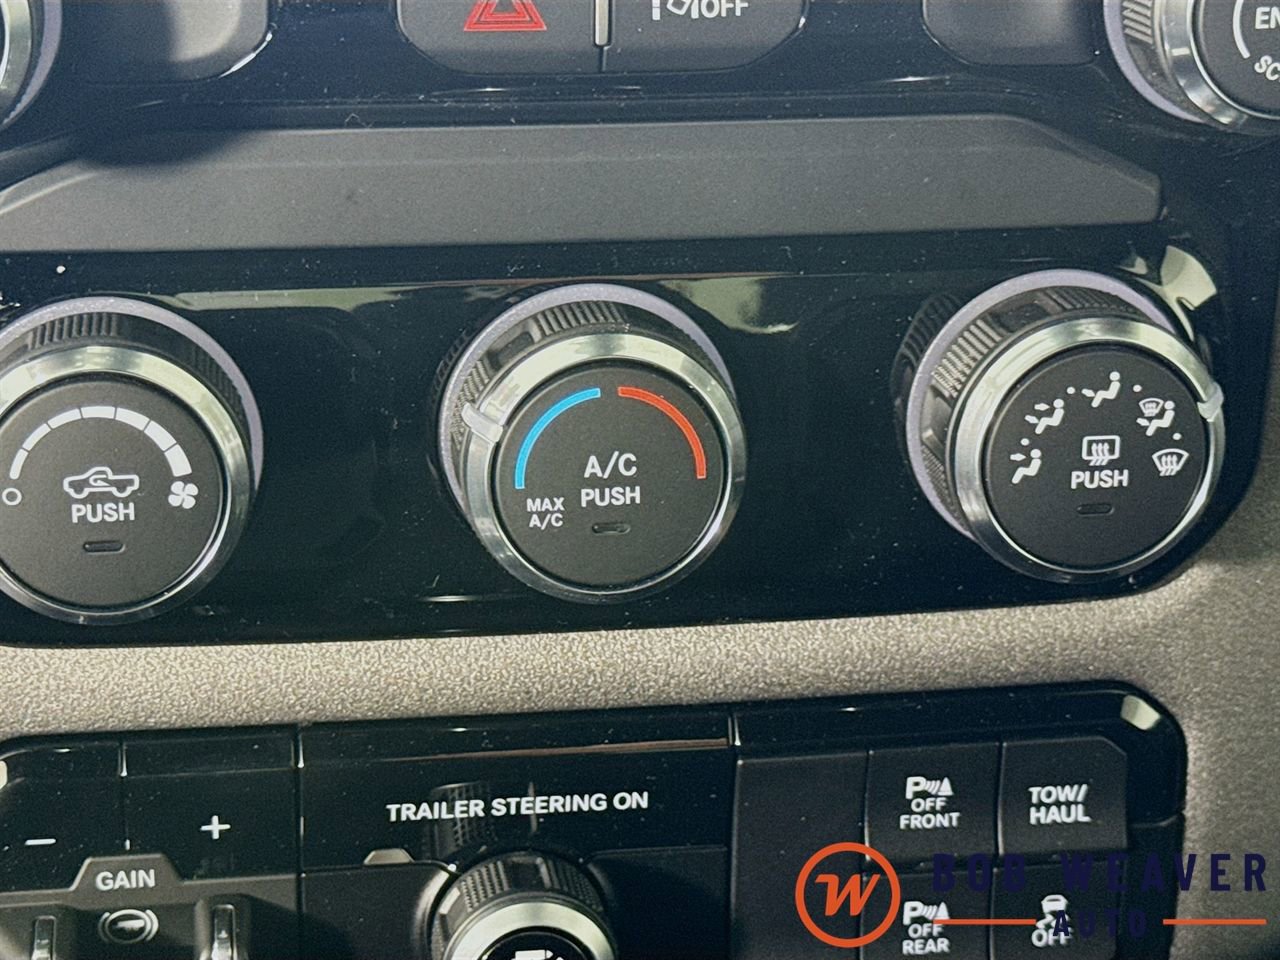 OFF
PUSH
A/C
PUSH
MAX
A/C
PUSH
TRAILER STEERING ON
- +
GAIN
P
OFF
FRONT
TOW/
HAUL
P
OFF
REAR
OFF
W
BOB WEAVER
AUTO